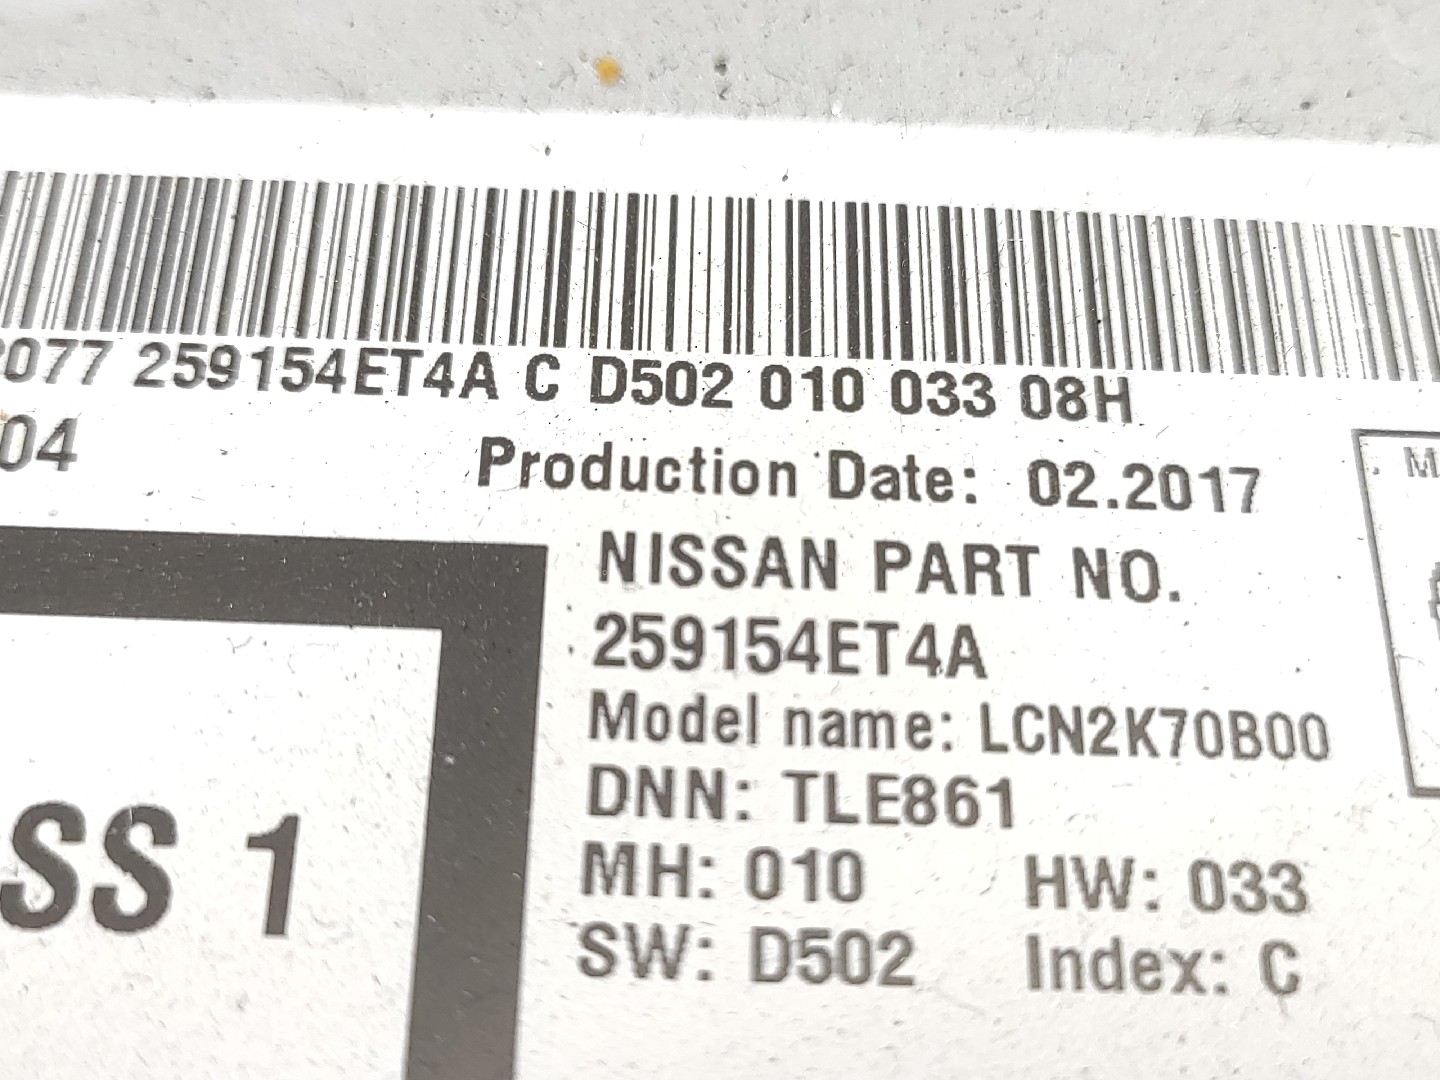 077 259154ET4A C D502 010 033 08H
04
Production Date: 02.2017
NISSAN PART NO.
259154ET4A
Model name: LCN2K70B00
DNN: TLE861
MH: 010 HW: 033
SW: D502 Index: C
SS 1